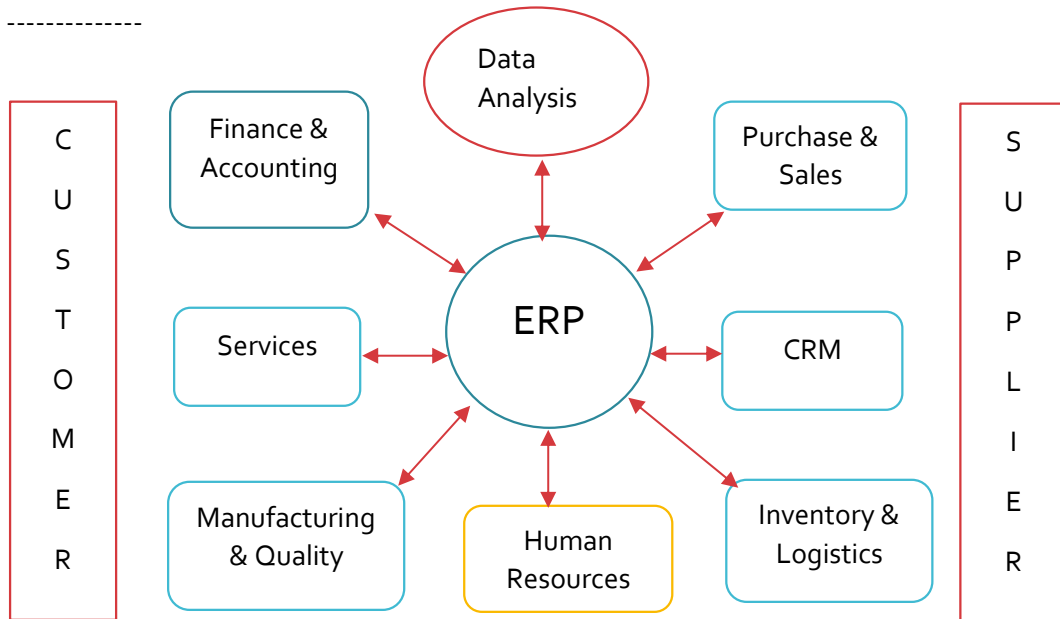 --------------
Data
Analysis
Finance &
Accounting
Purchase &
Sales
C
U
S
T
O
M
E
R
ERP
Services
CRM
Manufacturing
& Quality
Human
Resources
Inventory &
Logistics
S
U
P
P
L
I
E
R